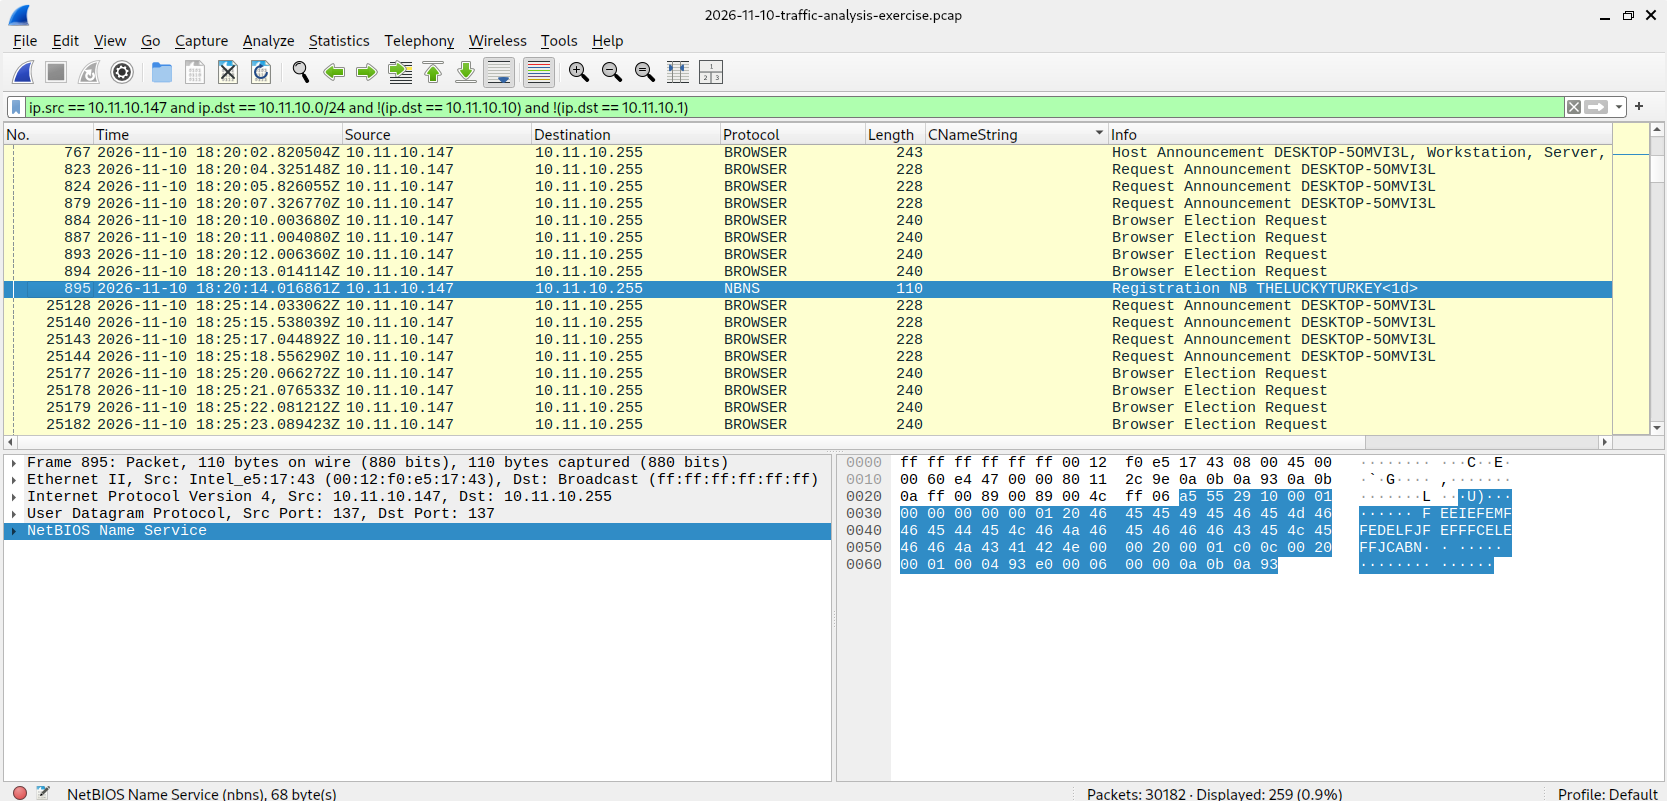 2026-11-10-traffic-analysis-exercise.pcap
File Edit View Go Capture Analyze Statistics Telephony Wireless Tools Help
ip.src == 10.11.10.147 and ip.dst == 10.11.10.0/24 and !(ip.dst == 10.11.10.10) and !(ip.dst == 10.11.10.1)
No. Time Source Destination Protocol Length CNameString Info
767 2026-11-10 18:20:02.820504Z 10.11.10.147 10.11.10.255 BROWSER 243 Host Announcement DESKTOP-5OMVI3L, Workstation, Server,
823 2026-11-10 18:20:04.325148Z 10.11.10.147 10.11.10.255 BROWSER 228 Request Announcement DESKTOP-5OMVI3L
824 2026-11-10 18:20:05.826055Z 10.11.10.147 10.11.10.255 BROWSER 228 Request Announcement DESKTOP-5OMVI3L
879 2026-11-10 18:20:07.326770Z 10.11.10.147 10.11.10.255 BROWSER 228 Request Announcement DESKTOP-5OMVI3L
884 2026-11-10 18:20:10.003680Z 10.11.10.147 10.11.10.255 BROWSER 240 Browser Election Request
887 2026-11-10 18:20:11.004080Z 10.11.10.147 10.11.10.255 BROWSER 240 Browser Election Request
893 2026-11-10 18:20:12.006360Z 10.11.10.147 10.11.10.255 BROWSER 240 Browser Election Request
894 2026-11-10 18:20:13.014114Z 10.11.10.147 10.11.10.255 BROWSER 240 Browser Election Request
895 2026-11-10 18:20:14.016861Z 10.11.10.147 10.11.10.255 NBNS 110 Registration NB THELUCKYTURKEY<1d>
25128 2026-11-10 18:25:14.033062Z 10.11.10.147 10.11.10.255 BROWSER 228 Request Announcement DESKTOP-5OMVI3L
25140 2026-11-10 18:25:15.538039Z 10.11.10.147 10.11.10.255 BROWSER 228 Request Announcement DESKTOP-5OMVI3L
25143 2026-11-10 18:25:17.044892Z 10.11.10.147 10.11.10.255 BROWSER 228 Request Announcement DESKTOP-5OMVI3L
25144 2026-11-10 18:25:18.556290Z 10.11.10.147 10.11.10.255 BROWSER 228 Request Announcement DESKTOP-5OMVI3L
25177 2026-11-10 18:25:20.066272Z 10.11.10.147 10.11.10.255 BROWSER 240 Browser Election Request
25178 2026-11-10 18:25:21.076533Z 10.11.10.147 10.11.10.255 BROWSER 240 Browser Election Request
25179 2026-11-10 18:25:22.081212Z 10.11.10.147 10.11.10.255 BROWSER 240 Browser Election Request
25182 2026-11-10 18:25:23.089423Z 10.11.10.147 10.11.10.255 BROWSER 240 Browser Election Request
Frame 895: Packet, 110 bytes on wire (880 bits), 110 bytes captured (880 bits)
Ethernet II, Src: Intel_e5:17:43 (00:12:f0:e5:17:43), Dst: Broadcast (ff:ff:ff:ff:ff:ff)
Internet Protocol Version 4, Src: 10.11.10.147, Dst: 10.11.10.255
User Datagram Protocol, Src Port: 137, Dst Port: 137
NetBIOS Name Service
0000 ff ff ff ff ff ff 00 12 f0 e5 17 43 08 00 45 00 ········ ···C··E·
0010 00 60 e4 47 00 00 80 11 2c 9e 0a 0b 0a 93 0a 0b ·`·G···· ,·······
0020 0a ff 00 89 00 89 00 4c ff 06 a5 55 29 10 00 01 ·······L ···U)···
0030 00 00 00 00 00 01 20 46 45 45 49 45 46 45 4d 46 ······ F EEIEFEMF
0040 46 45 44 45 4c 46 4a 46 45 46 46 46 43 45 4c 45 FEDELFJF EFFFCELE
0050 46 46 4a 43 41 42 4e 00 00 20 00 01 c0 0c 00 20 FFJCABN· · ·····
0060 00 01 00 04 93 e0 00 06 00 00 0a 0b 0a 93 ········ ······
NetBIOS Name Service (nbns), 68 byte(s) Packets: 30182 · Displayed: 259 (0.9%) Profile: Default